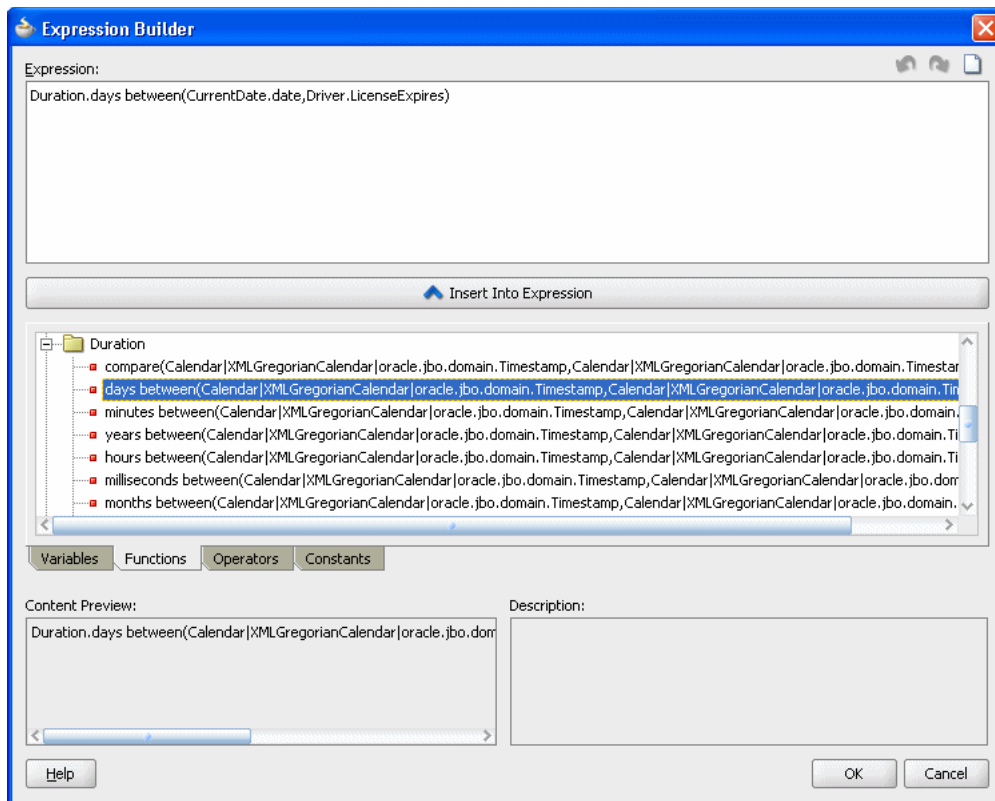 Expression Builder
Expression:
Duration.days between(CurrentDate.date,Driver.LicenseExpires)
Insert Into Expression
Duration
compare(Calendar|XMLGregorianCalendar|oracle.jbo.domain.Timestamp,Calendar|XMLGregorianCalendar|oracle.jbo.domain.Timestar
days between(Calendar|XMLGregorianCalendar|oracle.jbo.domain.Timestamp,Calendar|XMLGregorianCalendar|oracle.jbo.domain.Tim
minutes between(Calendar|XMLGregorianCalendar|oracle.jbo.domain.Timestamp,Calendar|XMLGregorianCalendar|oracle.jbo.domain.
years between(Calendar|XMLGregorianCalendar|oracle.jbo.domain.Timestamp,Calendar|XMLGregorianCalendar|oracle.jbo.domain.Ti
hours between(Calendar|XMLGregorianCalendar|oracle.jbo.domain.Timestamp,Calendar|XMLGregorianCalendar|oracle.jbo.domain.Ti
milliseconds between(Calendar|XMLGregorianCalendar|oracle.jbo.domain.Timestamp,Calendar|XMLGregorianCalendar|oracle.jbo.dom
months between(Calendar|XMLGregorianCalendar|oracle.jbo.domain.Timestamp,Calendar|XMLGregorianCalendar|oracle.jbo.domain.
Variables Functions Operators Constants
Content Preview: Description:
Duration.days between(Calendar|XMLGregorianCalendar|oracle.jbo.dom
Help OK Cancel